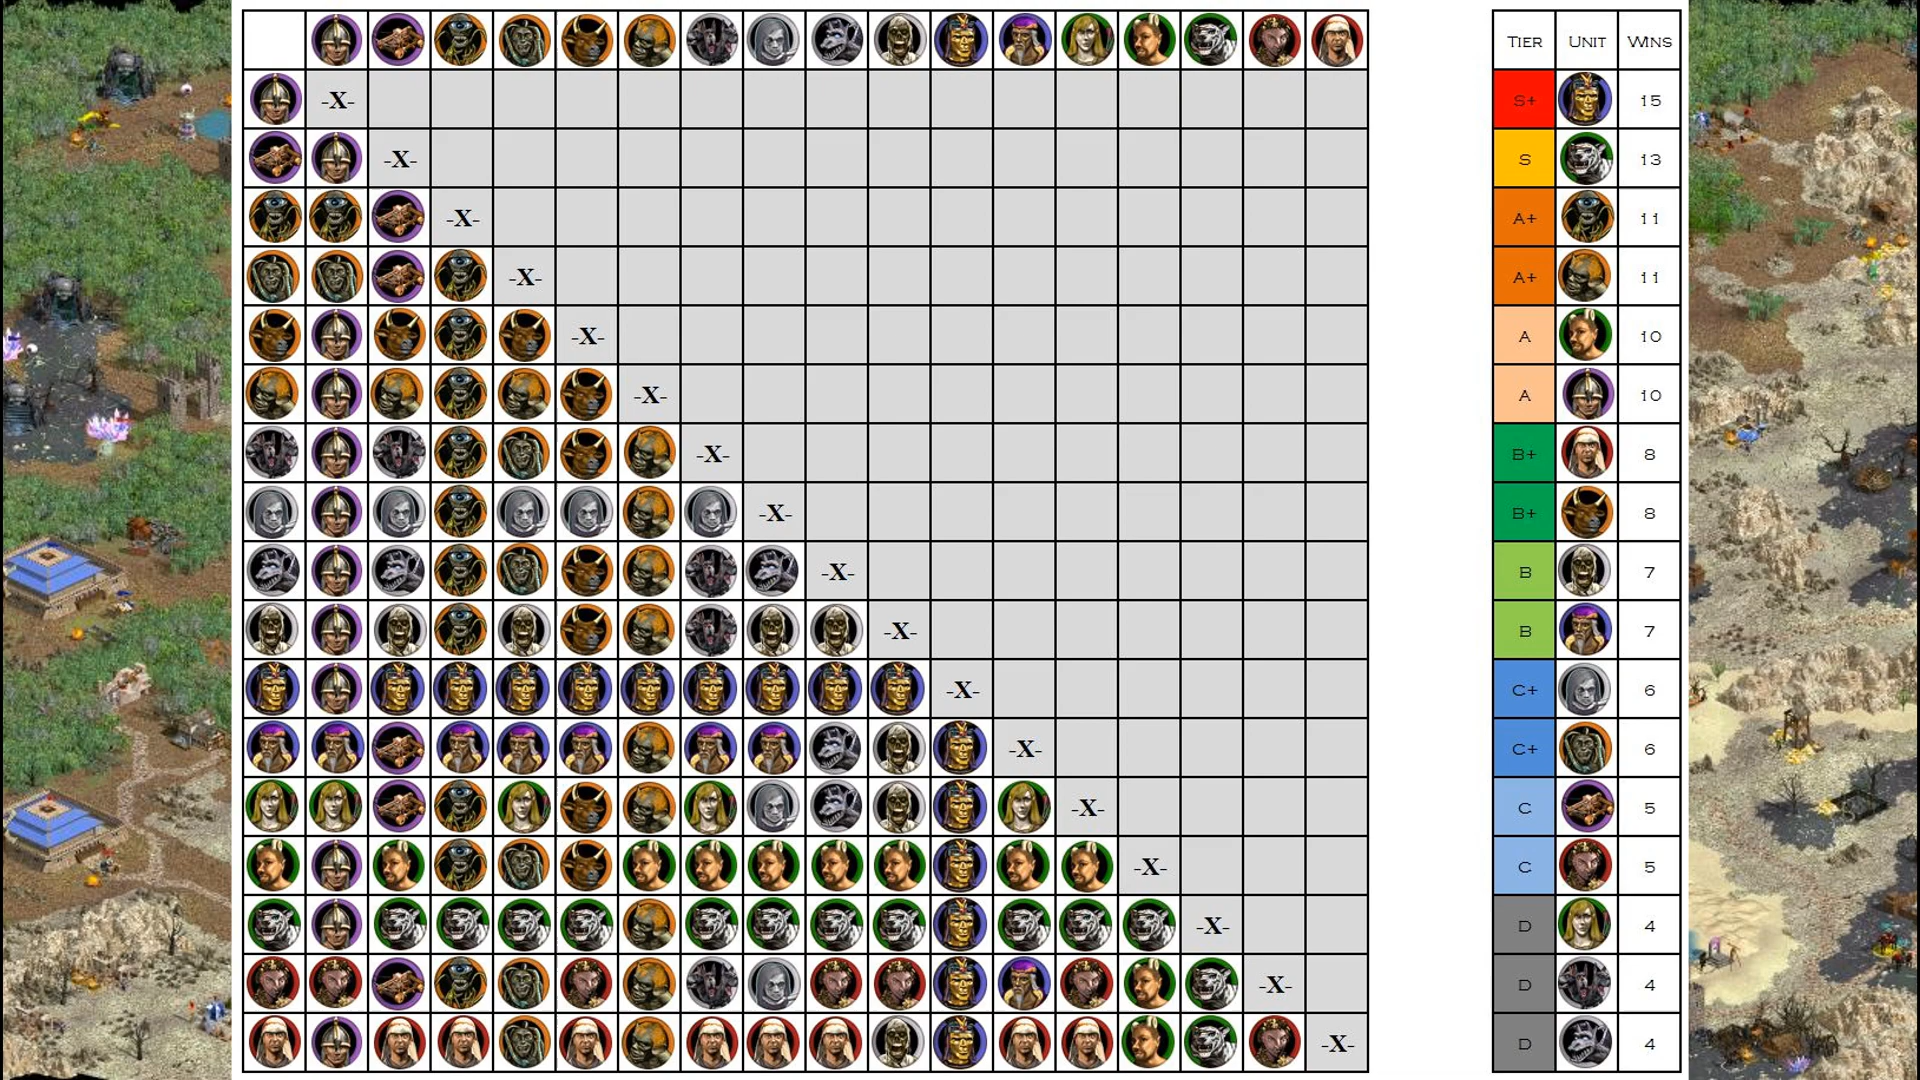 TIER UNIT WINS
-X- S+ 15
-X- S 13
-X- A+ 11
-X- A+ 11
-X- A 10
-X- A 10
-X- B+ 8
-X- B+ 8
-X- B 7
-X- B 7
-X- C+ 6
-X- C+ 6
-X- C 5
-X- C 5
-X- D 4
-X- D 4
-X- D 4